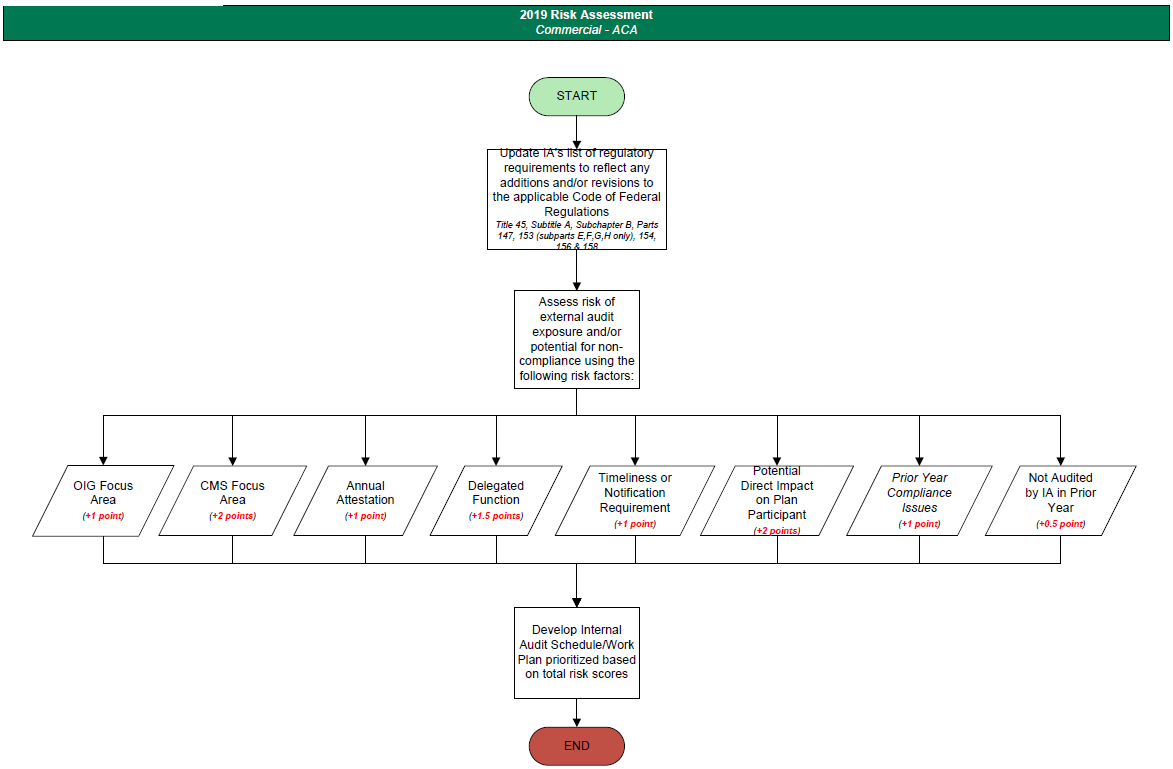 2019 Risk Assessment
Commercial - ACA
START
Update IA's list of regulatory
requirements to reflect any
additions and/or revisions to
the applicable Code of Federal
Regulations
Title 45, Subtitle A, Subchapter B, Parts
147, 153 (subparts E,F,G,H only), 154,
156 & 158
Assess risk of
external audit
exposure and/or
potential for non-
compliance using the
following risk factors:
OIG Focus
Area
(+1 point)
CMS Focus
Area
(+2 points)
Annual
Attestation
(+1 point)
Delegated
Function
(+1.5 points)
Timeliness or
Notification
Requirement
(+1 point)
Potential
Direct Impact
on Plan
Participant
(+2 points)
Prior Year
Compliance
Issues
(+1 point)
Not Audited
by IA in Prior
Year
(+0.5 point)
Develop Internal
Audit Schedule/Work
Plan prioritized based
on total risk scores
END